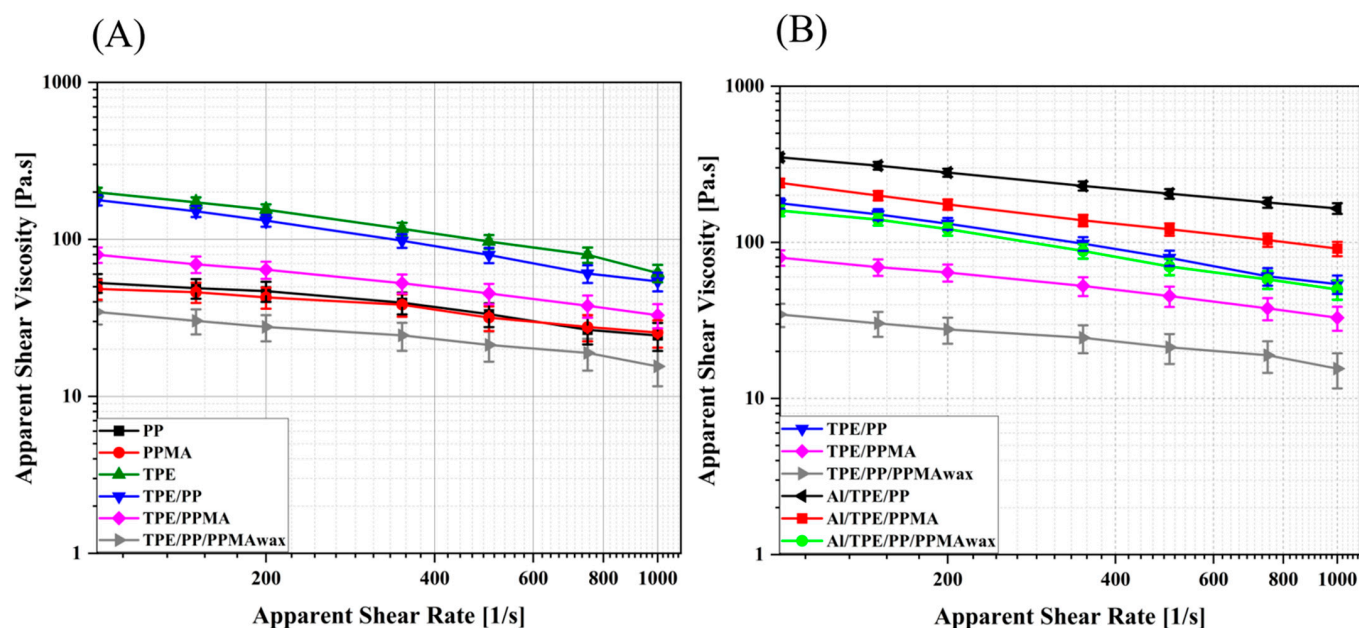 (A)
1000
100
10
1
Apparent Shear Viscosity [Pa.s]
PP
PPMA
TPE
TPE/PP
TPE/PPMA
TPE/PP/PPMAwax
200 400 600 800 1000
Apparent Shear Rate [1/s]
(B)
1000
100
10
1
Apparent Shear Viscosity [Pa.s]
TPE/PP
TPE/PPMA
TPE/PP/PPMAwax
Al/TPE/PP
Al/TPE/PPMA
Al/TPE/PP/PPMAwax
200 400 600 800 1000
Apparent Shear Rate [1/s]